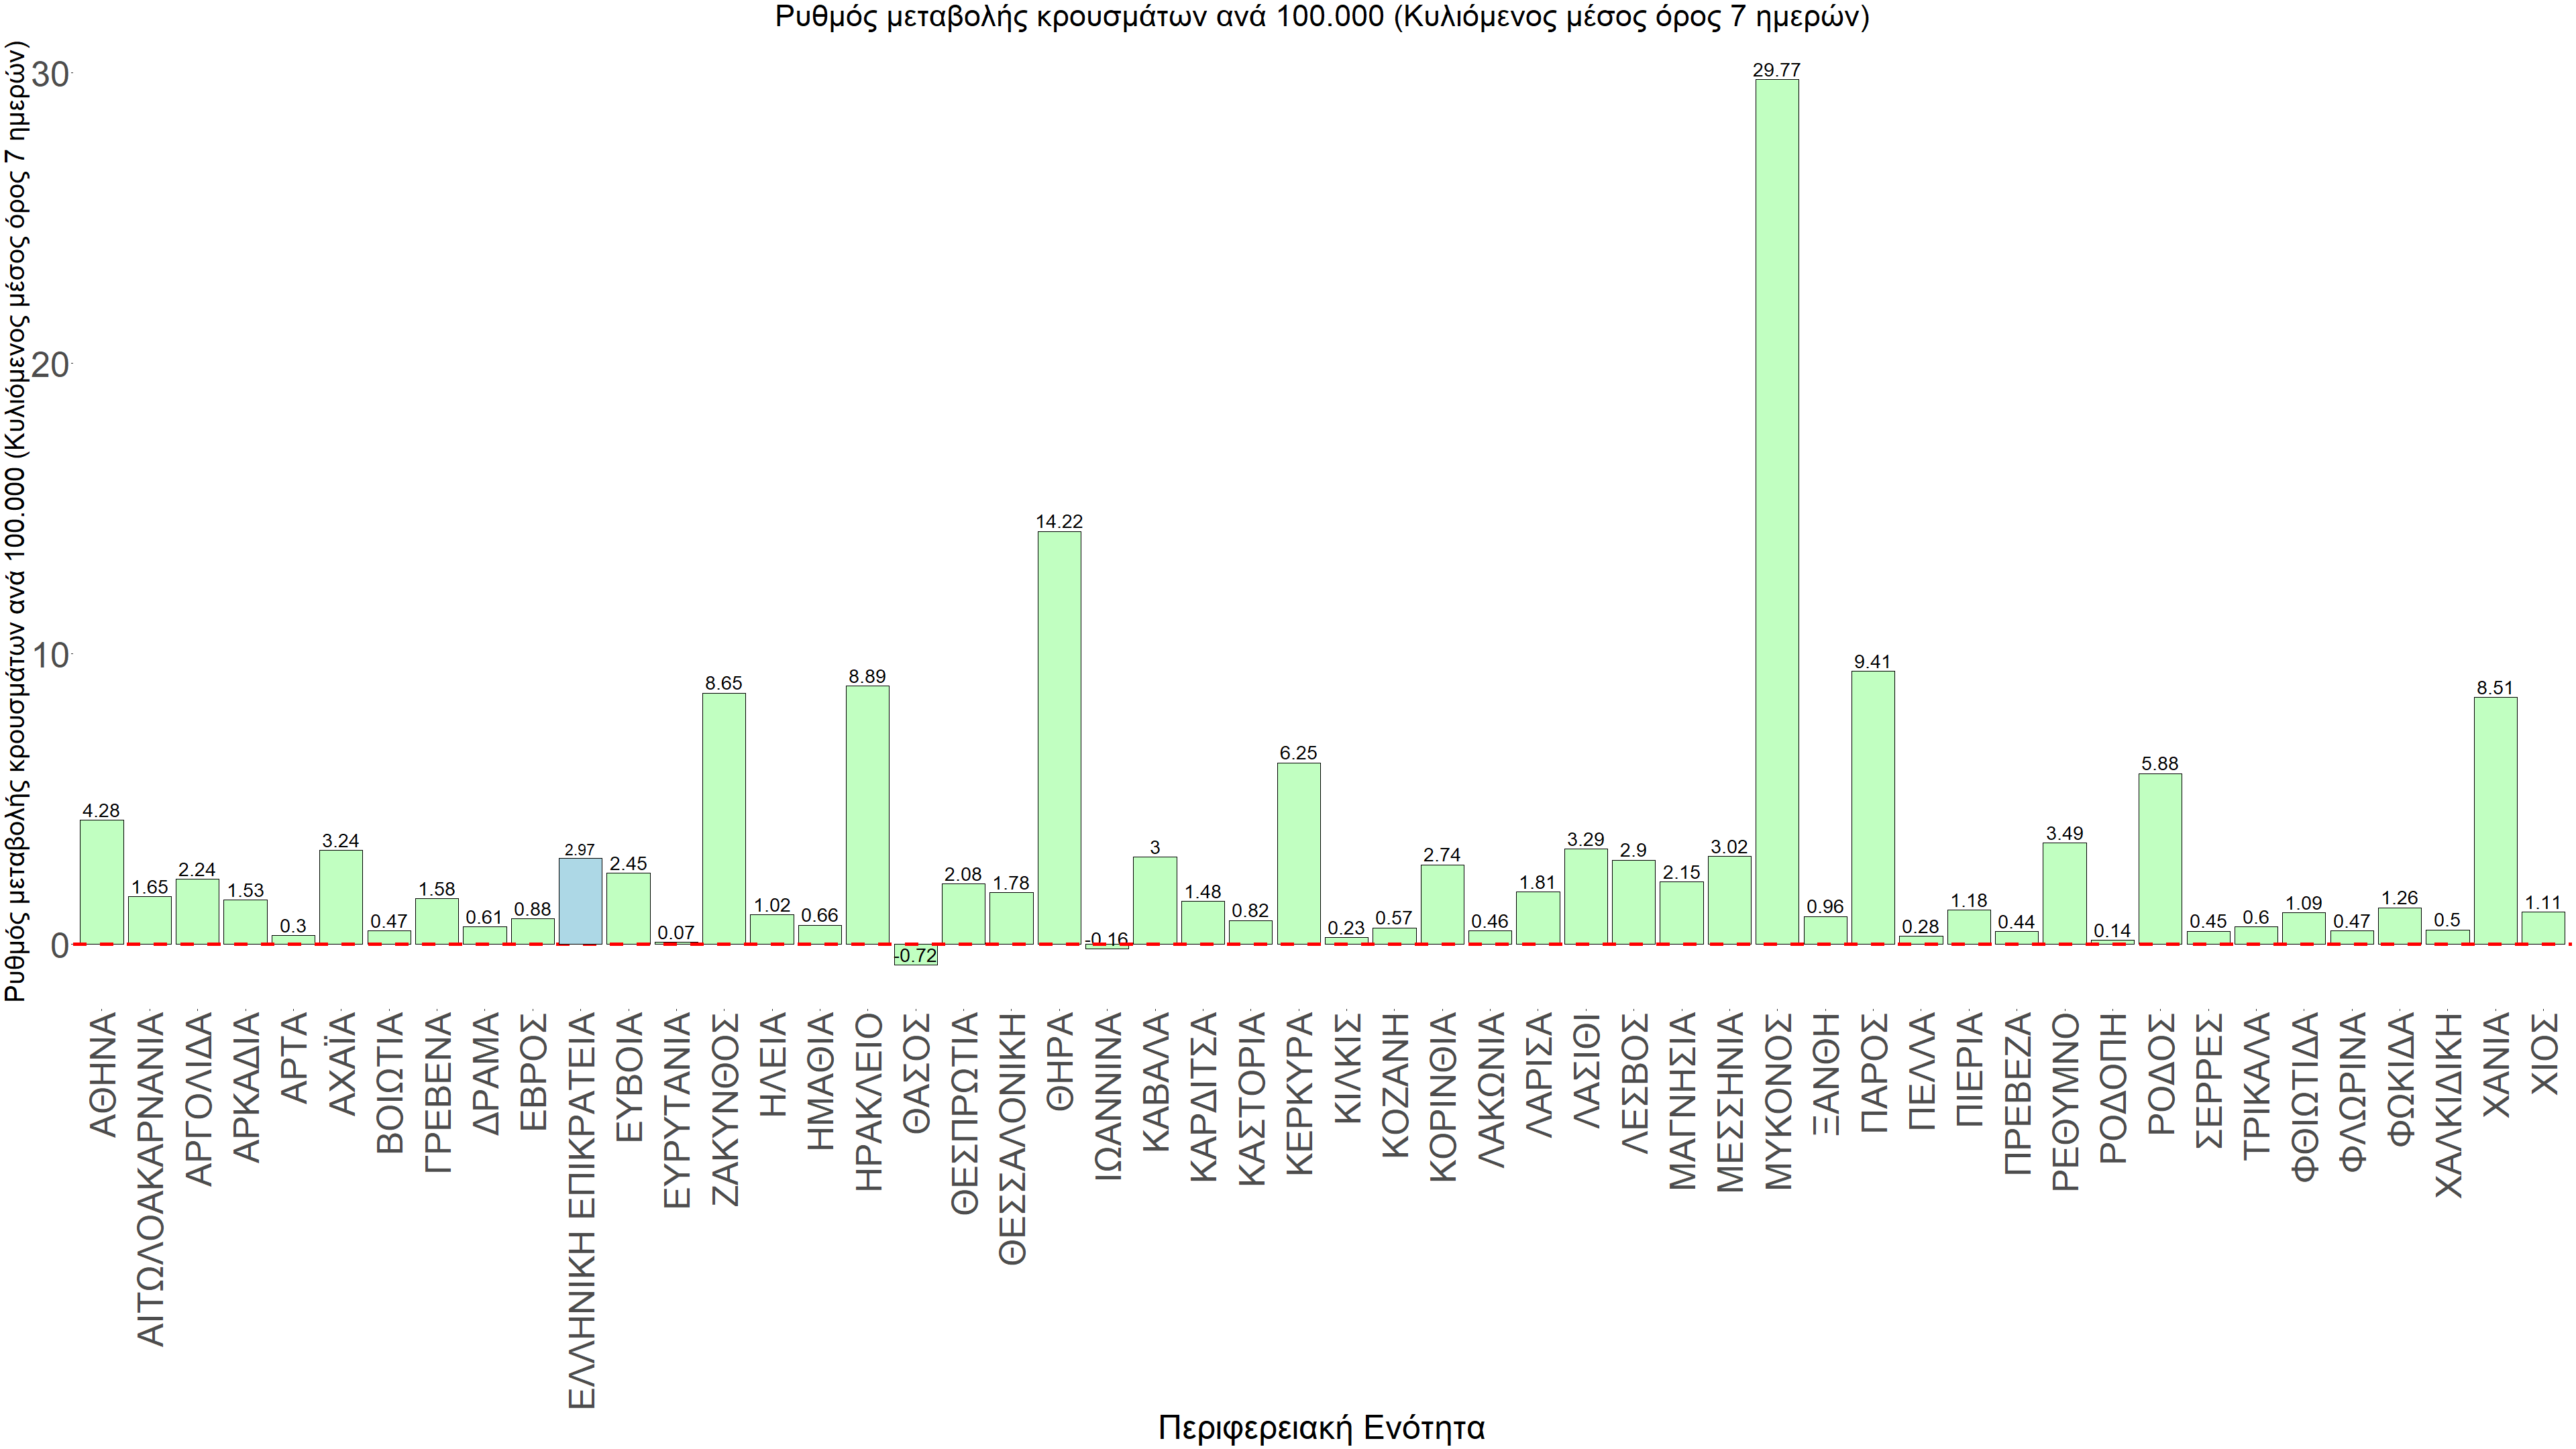 Ρυθμός μεταβολής κρουσμάτων ανά 100.000 (Κυλιόμενος μέσος όρος 7 ημερών)
Ρυθμός μεταβολής κρουσμάτων ανά 100.000 (Κυλιόμενος μέσος όρος 7 ημερών)
30
20
10
0
4.28
1.65
2.24
1.53
0.3
3.24
0.47
1.58
0.61
0.88
2.97
2.45
0.07
8.65
1.02
0.66
8.89
-0.72
2.08
1.78
14.22
-0.16
3
1.48
0.82
6.25
0.23
0.57
2.74
0.46
1.81
3.29
2.9
2.15
3.02
29.77
0.96
9.41
0.28
1.18
0.44
3.49
0.14
5.88
0.45
0.6
1.09
0.47
1.26
0.5
8.51
1.11
ΑΘΗΝΑ
ΑΙΤΩΛΟΑΚΑΡΝΑΝΙΑ
ΑΡΓΟΛΙΔΑ
ΑΡΚΑΔΙΑ
ΑΡΤΑ
ΑΧΑΪΑ
ΒΟΙΩΤΙΑ
ΓΡΕΒΕΝΑ
ΔΡΑΜΑ
ΕΒΡΟΣ
ΕΛΛΗΝΙΚΗ ΕΠΙΚΡΑΤΕΙΑ
ΕΥΒΟΙΑ
ΕΥΡΥΤΑΝΙΑ
ΖΑΚΥΝΘΟΣ
ΗΛΕΙΑ
ΗΜΑΘΙΑ
ΗΡΑΚΛΕΙΟ
ΘΑΣΟΣ
ΘΕΣΠΡΩΤΙΑ
ΘΕΣΣΑΛΟΝΙΚΗ
ΘΗΡΑ
ΙΩΑΝΝΙΝΑ
ΚΑΒΑΛΑ
ΚΑΡΔΙΤΣΑ
ΚΑΣΤΟΡΙΑ
ΚΕΡΚΥΡΑ
ΚΙΛΚΙΣ
ΚΟΖΑΝΗ
ΚΟΡΙΝΘΙΑ
ΛΑΚΩΝΙΑ
ΛΑΡΙΣΑ
ΛΑΣΙΘΙ
ΛΕΣΒΟΣ
ΜΑΓΝΗΣΙΑ
ΜΕΣΣΗΝΙΑ
ΜΥΚΟΝΟΣ
ΞΑΝΘΗ
ΠΑΡΟΣ
ΠΕΛΛΑ
ΠΙΕΡΙΑ
ΠΡΕΒΕΖΑ
ΡΕΘΥΜΝΟ
ΡΟΔΟΠΗ
ΡΟΔΟΣ
ΣΕΡΡΕΣ
ΤΡΙΚΑΛΑ
ΦΘΙΩΤΙΔΑ
ΦΛΩΡΙΝΑ
ΦΩΚΙΔΑ
ΧΑΛΚΙΔΙΚΗ
ΧΑΝΙΑ
ΧΙΟΣ
Περιφερειακή Ενότητα